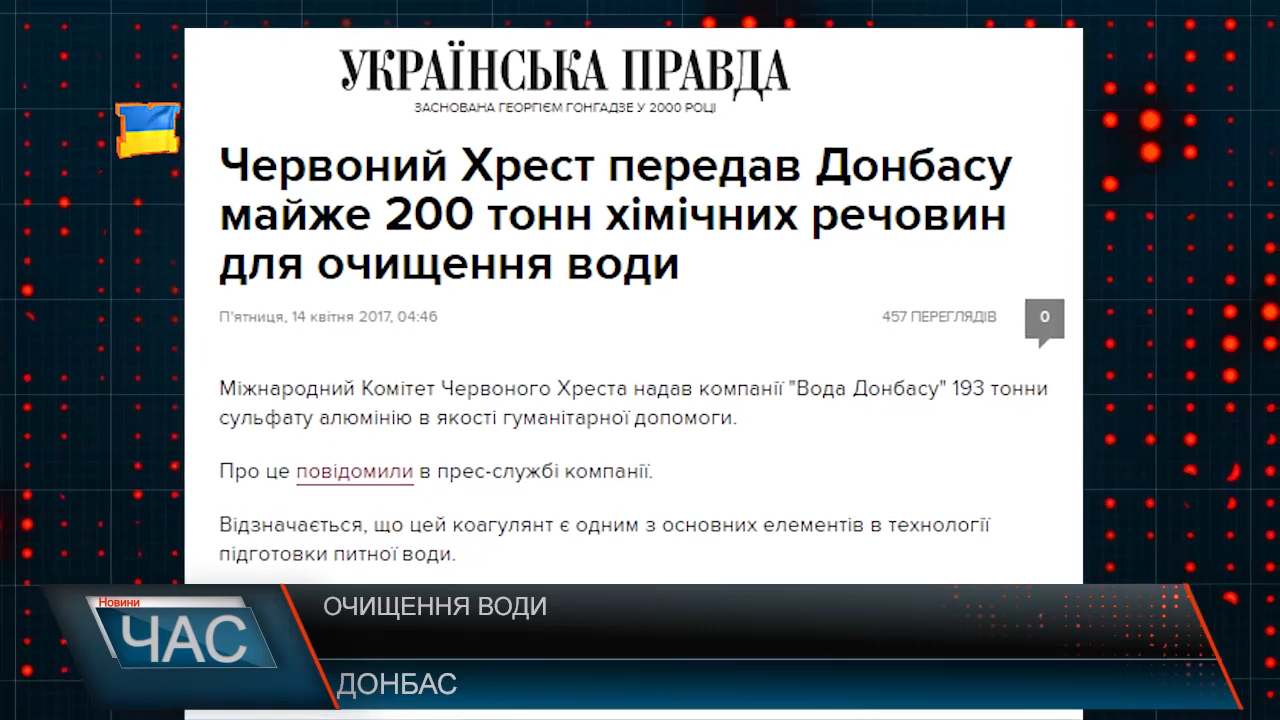 УКРАЇНСЬКА ПРАВДА
ЗАСНОВАНА ГЕОРГІЄМ ГОНГАДЗЕ У 2000 РОЦІ
Червоний Хрест передав Донбасу
майже 200 тонн хімічних речовин
для очищення води
П'ятниця, 14 квітня 2017, 04:46
457 ПЕРЕГЛЯДІВ
0
Міжнародний Комітет Червоного Хреста надав компанії "Вода Донбасу" 193 тонни
сульфату алюмінію в якості гуманітарної допомоги.
Про це повідомили в прес-службі компанії.
Відзначається, що цей коагулянт є одним з основних елементів в технології
підготовки питної води.
Новини
ЧАС
ОЧИЩЕННЯ ВОДИ
ДОНБАС